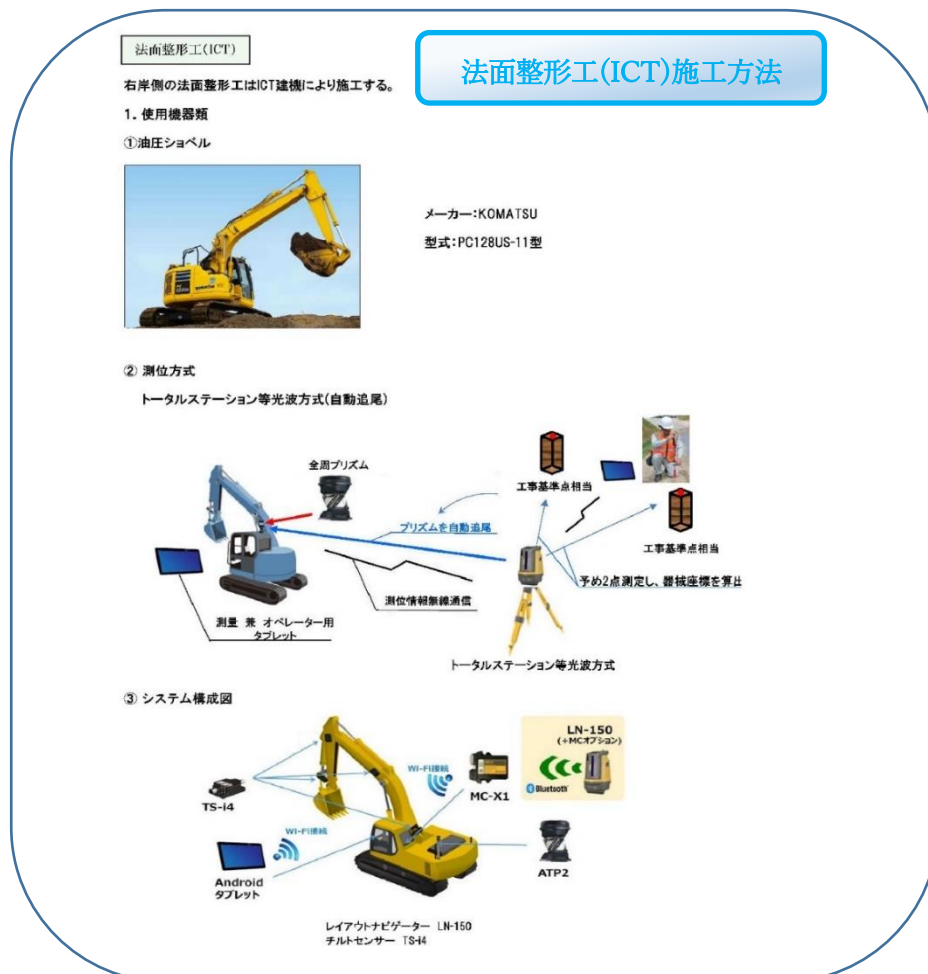 法面整形工(ICT)
法面整形工(ICT)施工方法
右岸側の法面整形工はICT建機により施工する。
1. 使用機器類
①油圧ショベル
メーカー:KOMATSU
型式:PC128US-11型
② 測位方式
トータルステーション等光波方式(自動追尾)
全周プリズム
工事基準点相当
プリズムを自動追尾
工事基準点相当
予め2点測定し、器械座標を算出
測位情報無線通信
測量 兼 オペレーター用
タブレット
トータルステーション等光波方式
③ システム構成図
LN-150
(+MCオプション)
WI-FI接続
Bluetooth
MC-X1
TS-i4
WI-FI接続
ATP2
Android
タブレット
レイアウトナビゲーター LN-150
チルトセンサー TS-i4